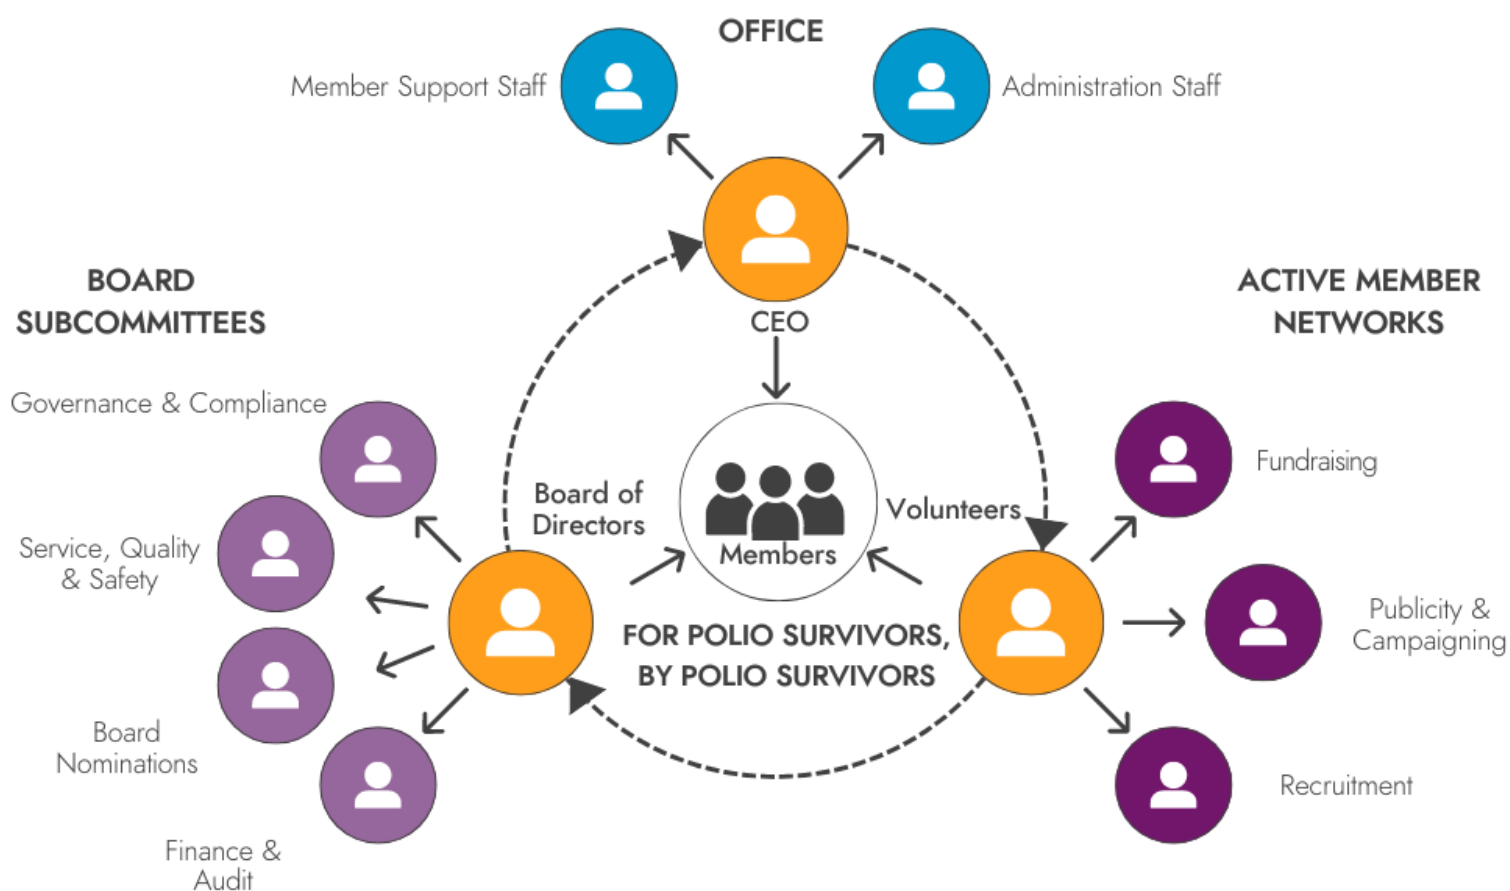 OFFICE
Member Support Staff
Administration Staff
CEO
BOARD
SUBCOMMITTEES
Governance & Compliance
Service, Quality
& Safety
Board
Nominations
Finance &
Audit
Board of
Directors
Members
Volunteers
FOR POLIO SURVIVORS,
BY POLIO SURVIVORS
ACTIVE MEMBER
NETWORKS
Fundraising
Publicity &
Campaigning
Recruitment